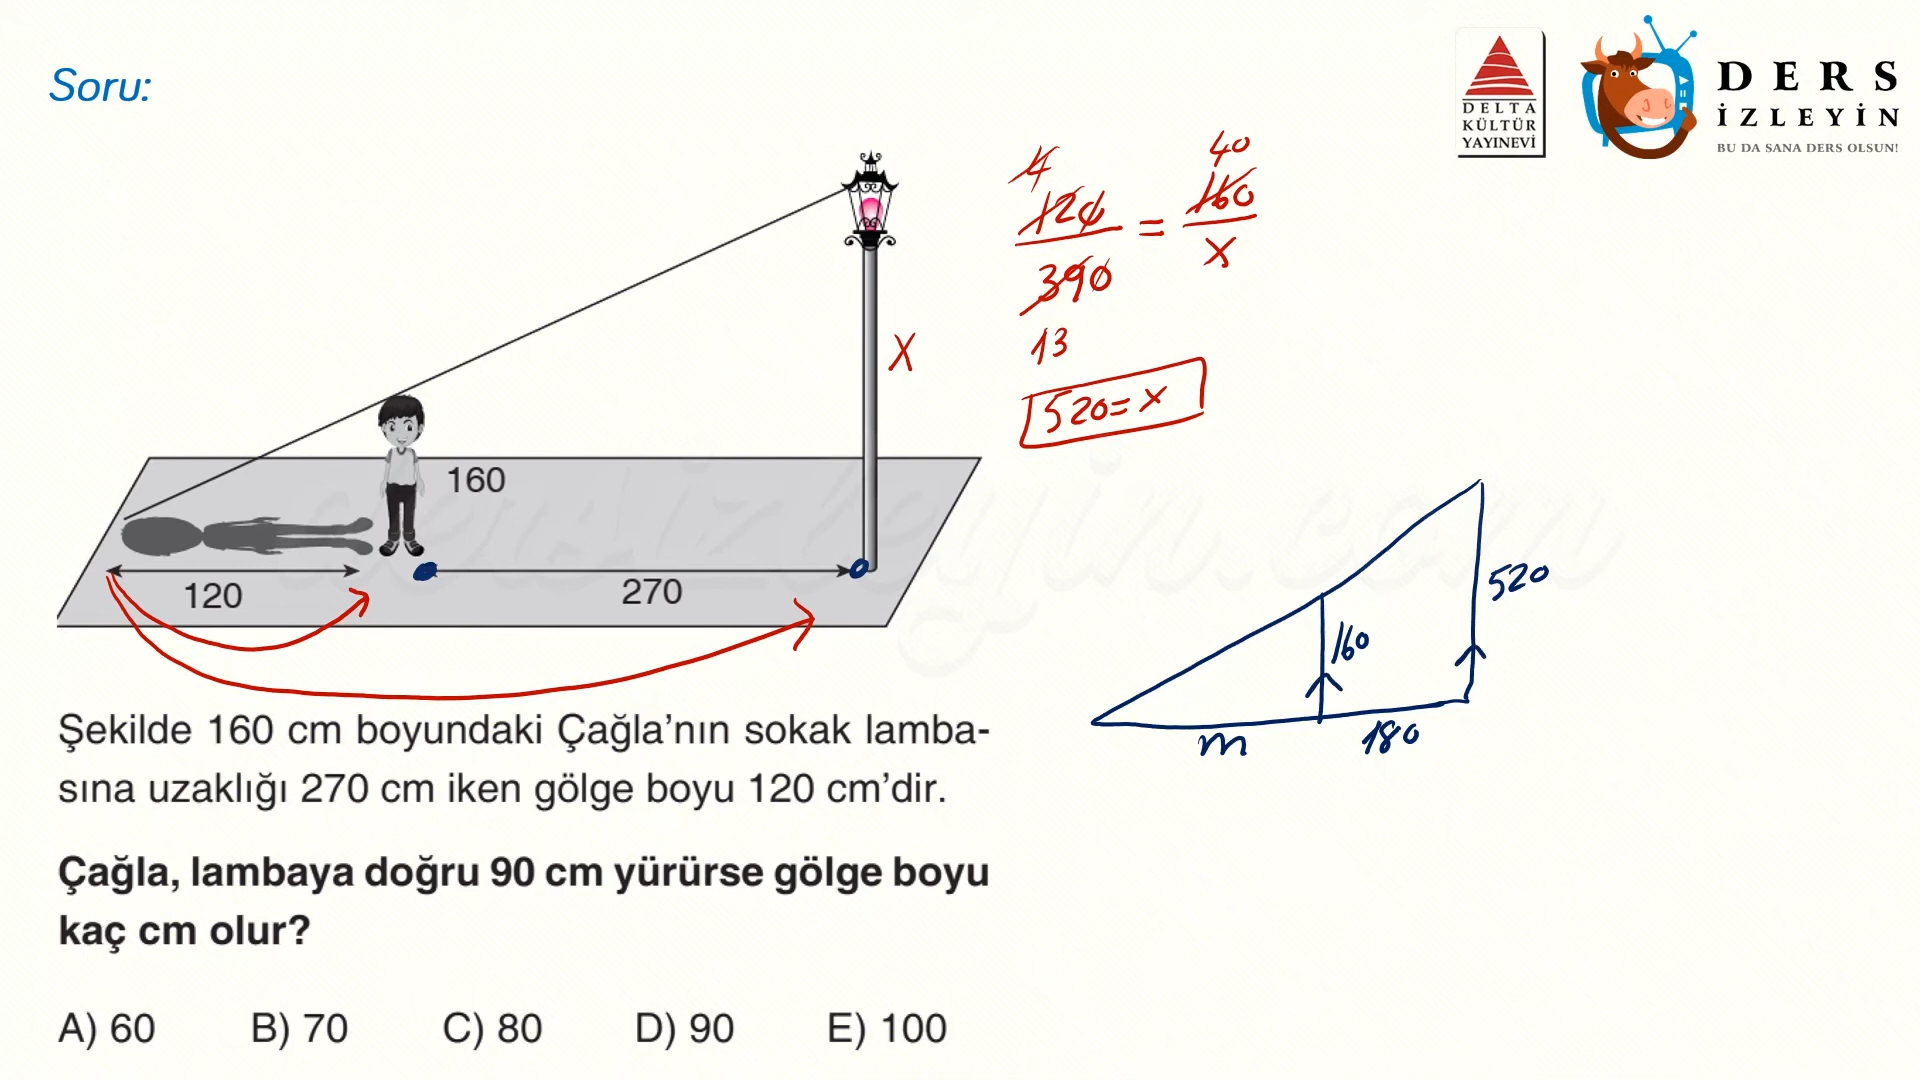 Soru:
DELTA
KÜLTÜR
YAYINEVİ
DERS
İZLEYİN
BU DA SANA DERS OLSUN!
4
120/390 = 160/x
40
13
520=x
X
160
120
270
520
160
m
180
dersizleyin.com
Şekilde 160 cm boyundaki Çağla’nın sokak lamba-
sına uzaklığı 270 cm iken gölge boyu 120 cm’dir.
Çağla, lambaya doğru 90 cm yürürse gölge boyu
kaç cm olur?
A) 60 B) 70 C) 80 D) 90 E) 100